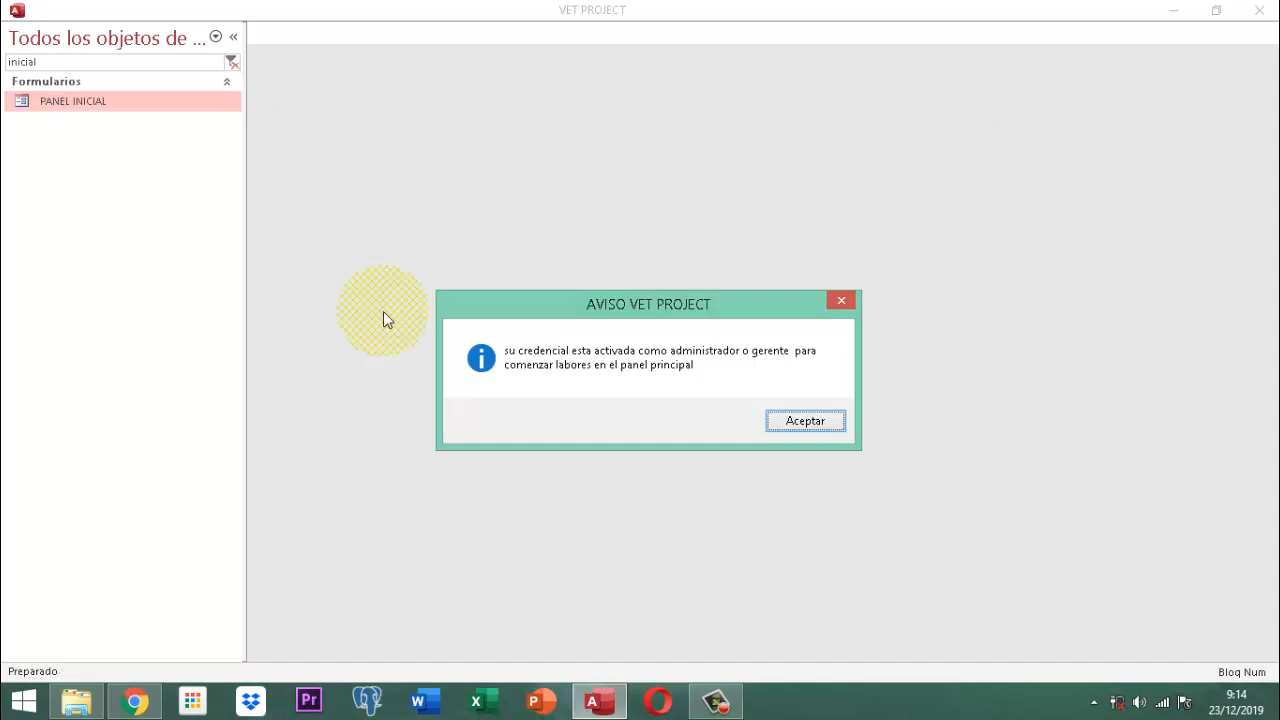 VET PROJECT
Todos los objetos de ...
inicial
Formularios
PANEL INICIAL
AVISO VET PROJECT
su credencial esta activada como administrador o gerente  para
comenzar labores en el panel principal
Aceptar
Preparado
Bloq Num
Pr
9:14
23/12/2019